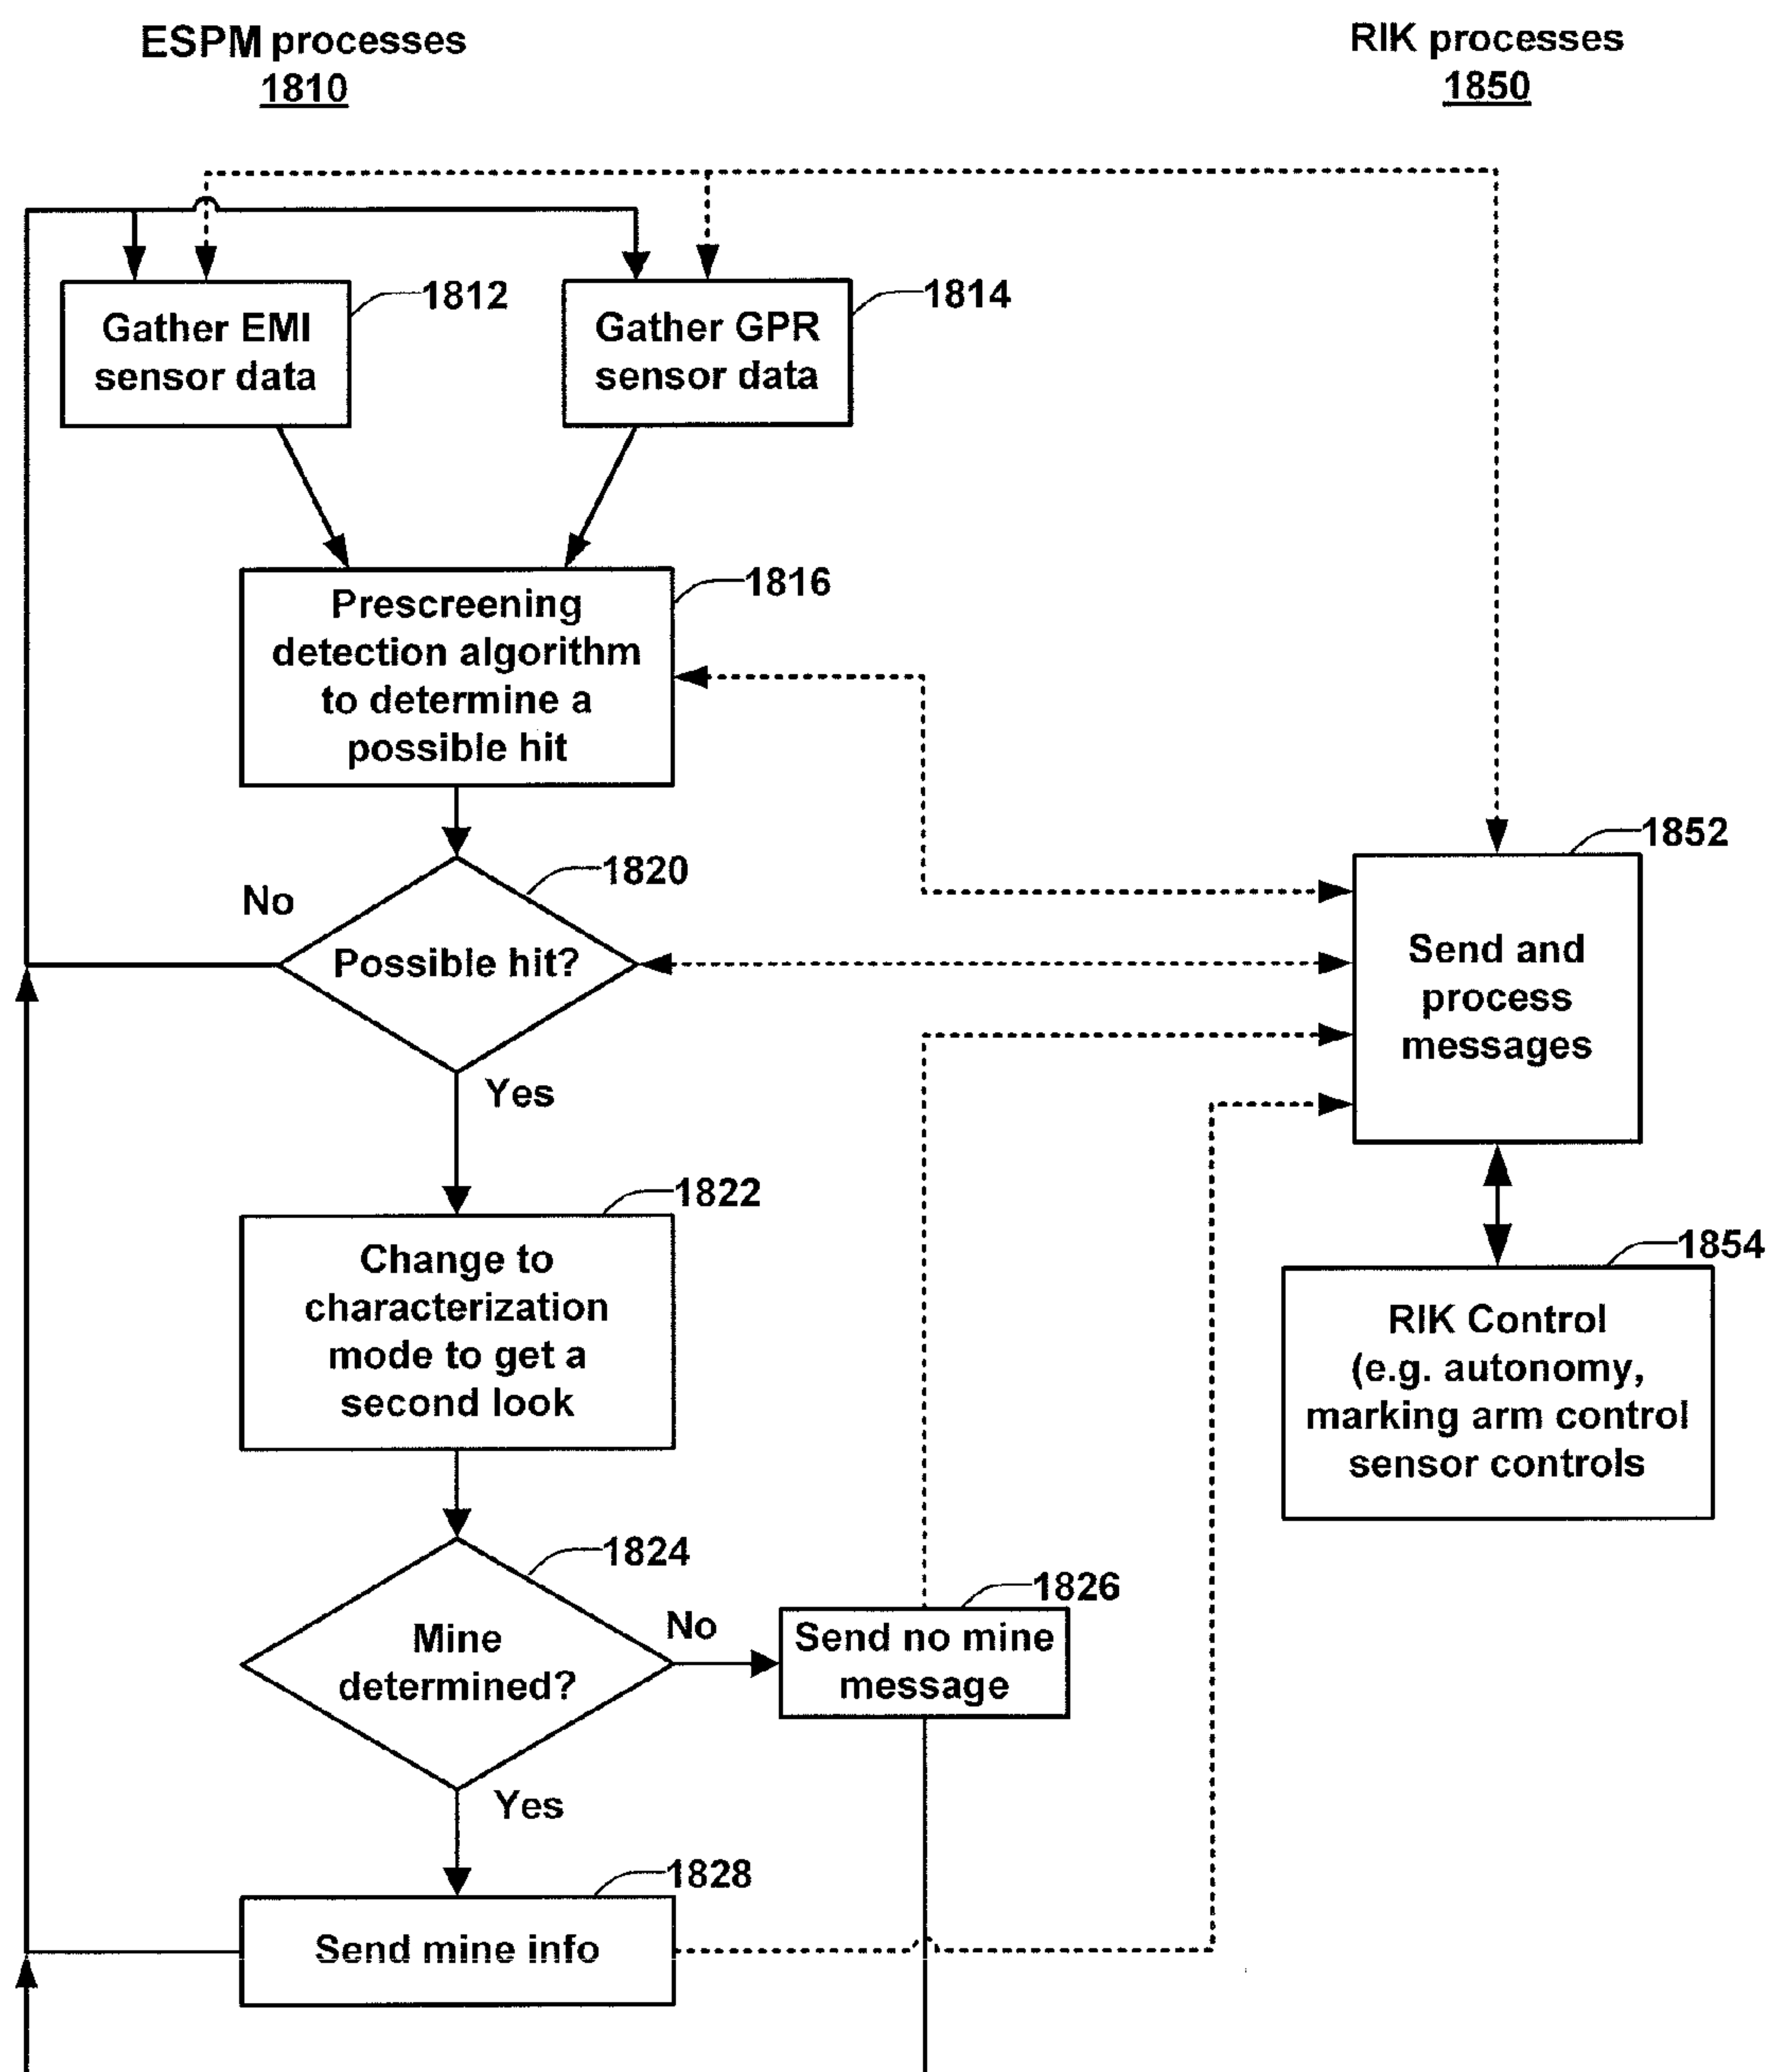 ESPM processes
1810
RIK processes
1850
1812
Gather EMI
sensor data
1814
Gather GPR
sensor data
1816
Prescreening
detection algorithm
to determine a
possible hit
1820
No
Possible hit?
Yes
1852
Send and
process
messages
1822
Change to
characterization
mode to get a
second look
1854
RIK Control
(e.g. autonomy,
marking arm control
sensor controls
1824
Mine
determined?
No
1826
Send no mine
message
Yes
1828
Send mine info